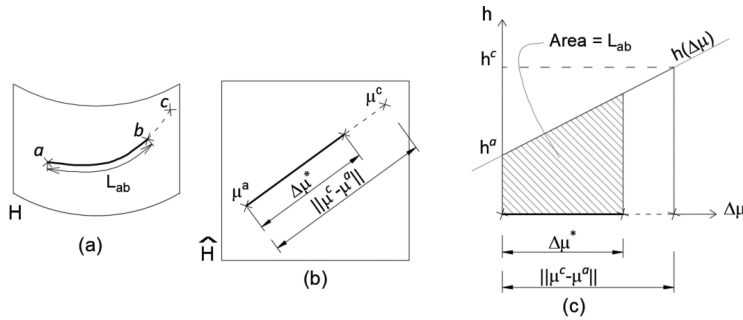 a
b
c
L_ab
H
(a)
μ^a
μ^c
Δμ*
||μ^c-μ^a||
Ĥ
(b)
h
h^c
h^a
Area = L_ab
h(Δμ)
Δμ
Δμ*
||μ^c-μ^a||
(c)